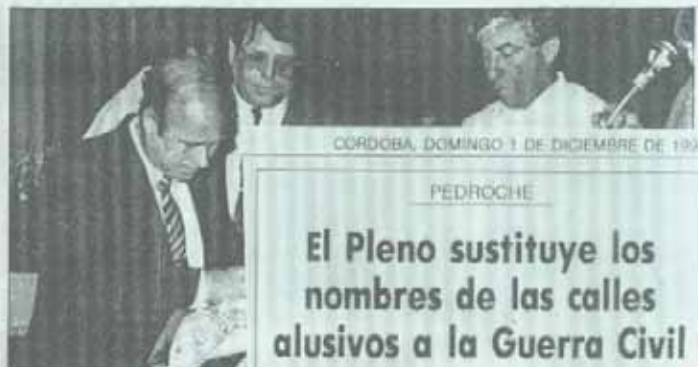 CÓRDOBA, DOMINGO 1 DE DICIEMBRE DE 199
PEDROCHE
El Pleno sustituye los
nombres de las calles
alusivos a la Guerra Civil